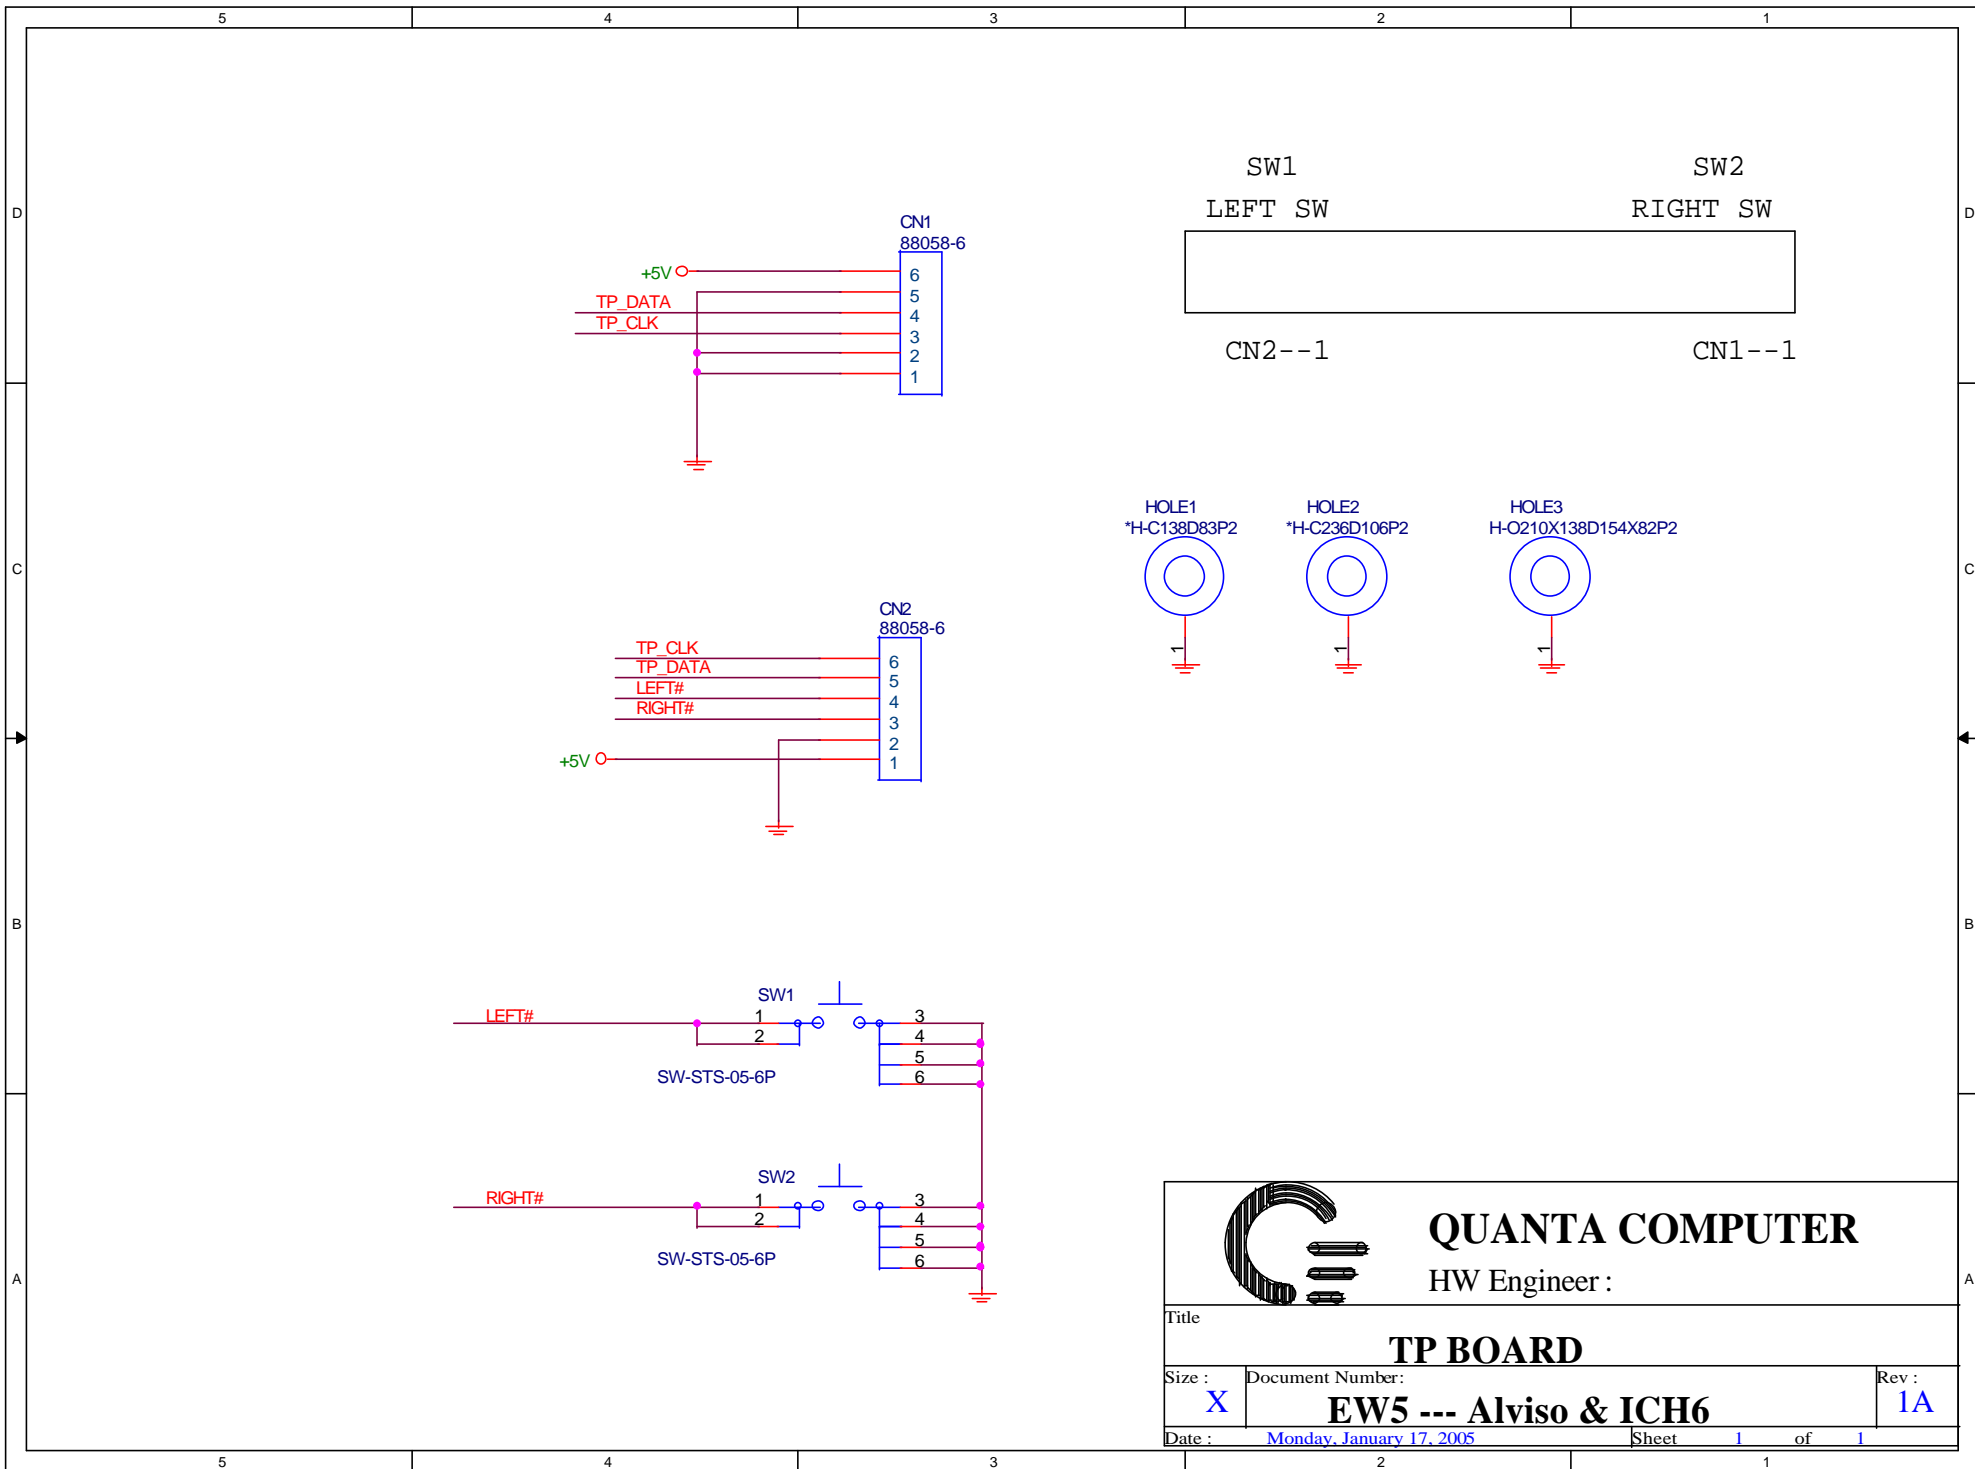 5 4 3 2 1
D D
C C
B B
A A
CN1
88058-6
+5V
TP_DATA
TP_CLK
6
5
4
3
2
1
SW1 SW2
LEFT SW RIGHT SW
CN2--1 CN1--1
HOLE1
*H-C138D83P2
1
HOLE2
*H-C236D106P2
1
HOLE3
H-O210X138D154X82P2
1
CN2
88058-6
TP_CLK
TP_DATA
LEFT#
RIGHT#
+5V
6
5
4
3
2
1
SW1
LEFT#
1
2
3
4
5
6
SW-STS-05-6P
SW2
RIGHT#
1
2
3
4
5
6
SW-STS-05-6P
QUANTA COMPUTER
HW Engineer :
Title
TP BOARD
Size : Document Number: Rev :
X EW5 --- Alviso & ICH6 1A
Date : Monday, January 17, 2005 Sheet 1 of 1
5 4 3 2 1